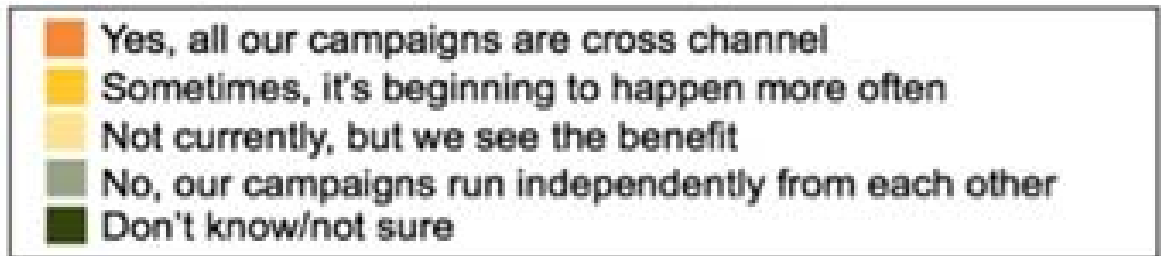 Yes, all our campaigns are cross channel
Sometimes, it's beginning to happen more often
Not currently, but we see the benefit
No, our campaigns run independently from each other
Don't know/not sure